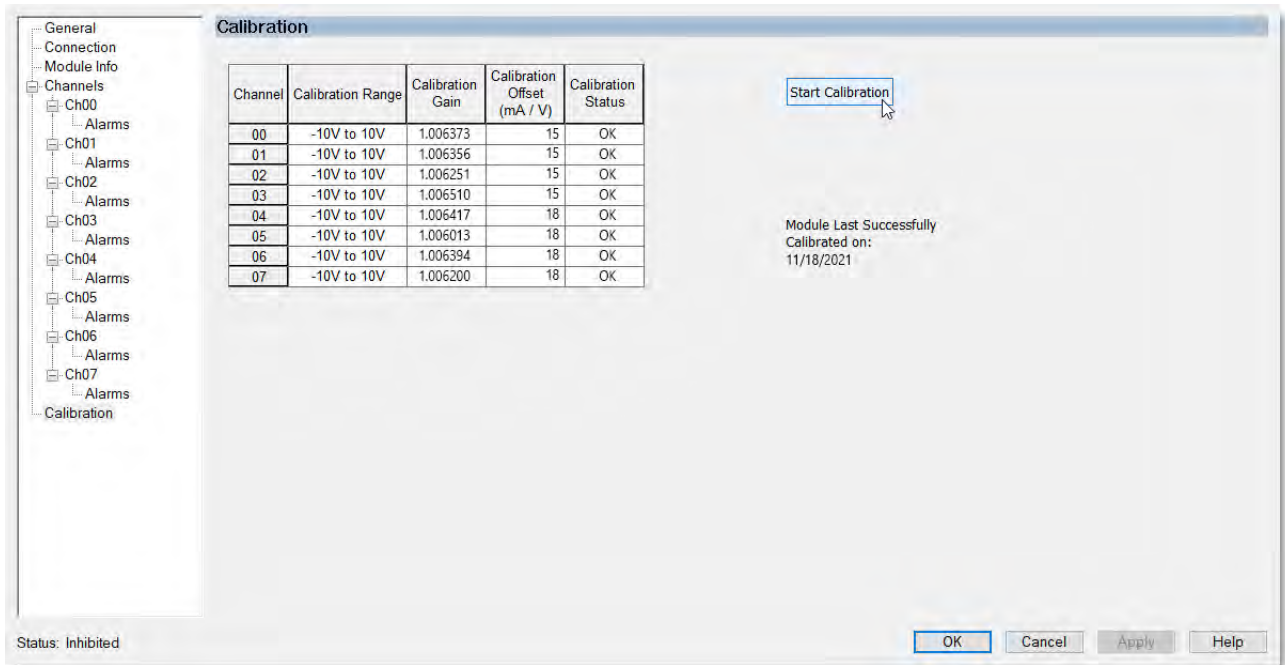 General
Connection
Module Info
Channels
Ch00
Alarms
Ch01
Alarms
Ch02
Alarms
Ch03
Alarms
Ch04
Alarms
Ch05
Alarms
Ch06
Alarms
Ch07
Alarms
Calibration
Calibration
Channel Calibration Range Calibration Gain Calibration Offset (mA / V) Calibration Status
00 -10V to 10V 1.006373 15 OK
01 -10V to 10V 1.006356 15 OK
02 -10V to 10V 1.006251 15 OK
03 -10V to 10V 1.006510 15 OK
04 -10V to 10V 1.006417 18 OK
05 -10V to 10V 1.006013 18 OK
06 -10V to 10V 1.006394 18 OK
07 -10V to 10V 1.006200 18 OK
Start Calibration
Module Last Successfully
Calibrated on:
11/18/2021
Status: Inhibited
OK Cancel Apply Help